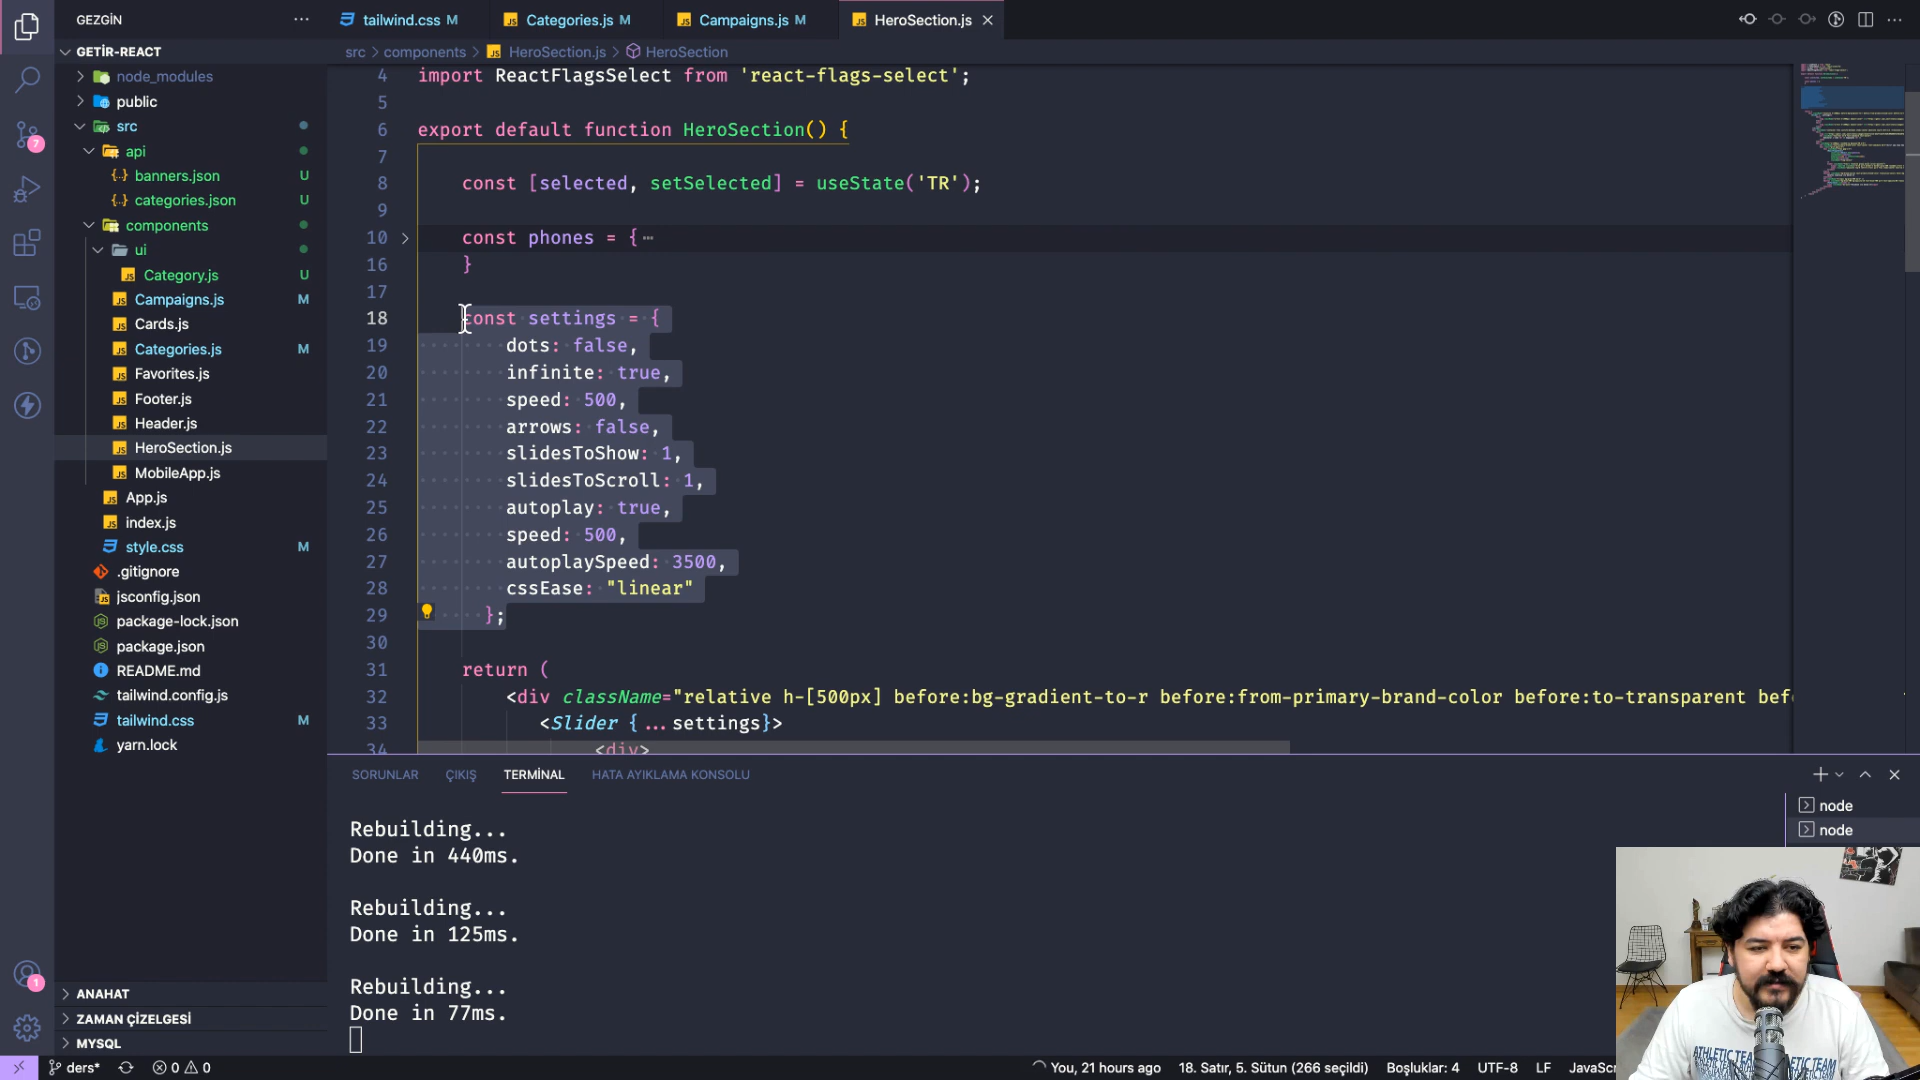 GEZGİN
tailwind.css M
Categories.js M
Campaigns.js M
HeroSection.js
GETİR-REACT
node_modules
public
src
api
banners.json U
categories.json U
components
ui
Category.js U
Campaigns.js M
Cards.js
Categories.js M
Favorites.js
Footer.js
Header.js
HeroSection.js
MobileApp.js
App.js
index.js
style.css M
.gitignore
jsconfig.json
package-lock.json
package.json
README.md
tailwind.config.js
tailwind.css M
yarn.lock
ANAHAT
ZAMAN ÇİZELGESİ
MYSQL
7
1
src > components > HeroSection.js > HeroSection
4 import ReactFlagsSelect from 'react-flags-select';
5
6 export default function HeroSection() {
7
8 const [selected, setSelected] = useState('TR');
9
10 const phones = { ⋯
16 }
17
18 const settings = {
19 dots: false,
20 infinite: true,
21 speed: 500,
22 arrows: false,
23 slidesToShow: 1,
24 slidesToScroll: 1,
25 autoplay: true,
26 speed: 500,
27 autoplaySpeed: 3500,
28 cssEase: "linear"
29 };
30
31 return (
32 <div className="relative h-[500px] before:bg-gradient-to-r before:from-primary-brand-color before:to-transparent bef
33 <Slider {...settings}>
34 <div>
SORUNLAR ÇIKIŞ TERMİNAL HATA AYIKLAMA KONSOLU
Rebuilding...
Done in 440ms.
Rebuilding...
Done in 125ms.
Rebuilding...
Done in 77ms.
node
node
ATHLETIC TEAM
ders* 0 0 You, 21 hours ago 18. Satır, 5. Sütun (266 seçildi) Boşluklar: 4 UTF-8 LF JavaScr